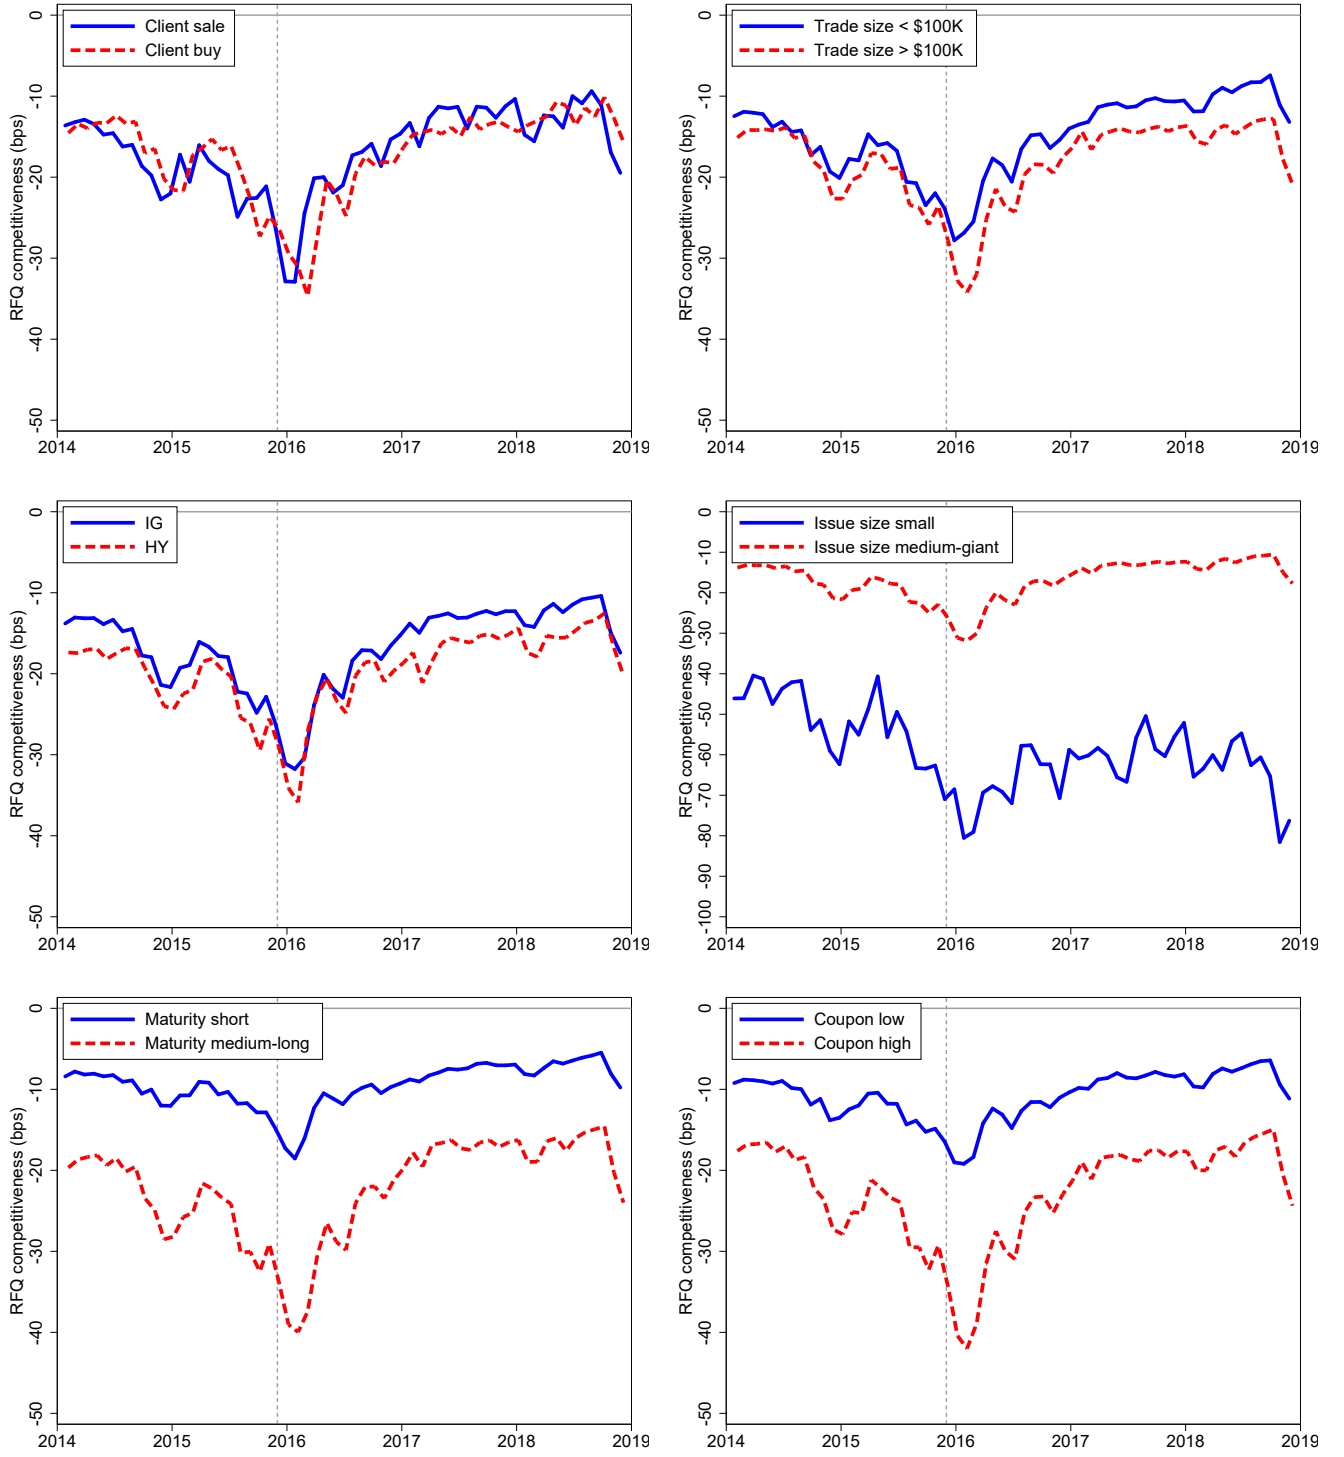 Client sale
Client buy
RFQ competitiveness (bps)
0
-10
-20
-30
-40
-50
2014 2015 2016 2017 2018 2019
Trade size < $100K
Trade size > $100K
RFQ competitiveness (bps)
0
-10
-20
-30
-40
-50
2014 2015 2016 2017 2018 2019
IG
HY
RFQ competitiveness (bps)
0
-10
-20
-30
-40
-50
2014 2015 2016 2017 2018 2019
Issue size small
Issue size medium-giant
RFQ competitiveness (bps)
0
-10
-20
-30
-40
-50
-60
-70
-80
-90
-100
2014 2015 2016 2017 2018 2019
Maturity short
Maturity medium-long
RFQ competitiveness (bps)
0
-10
-20
-30
-40
-50
2014 2015 2016 2017 2018 2019
Coupon low
Coupon high
RFQ competitiveness (bps)
0
-10
-20
-30
-40
-50
2014 2015 2016 2017 2018 2019